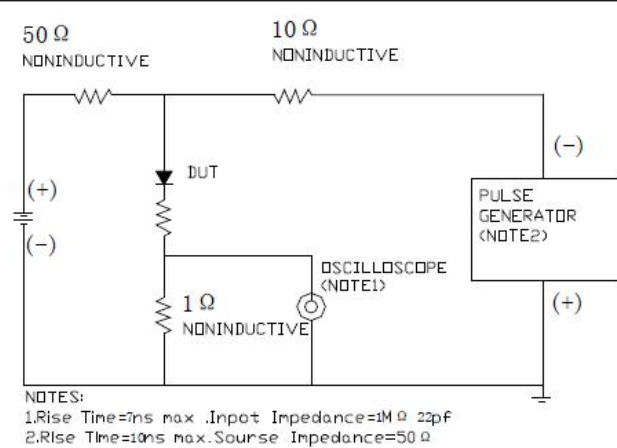 50 Ω
NONINDUCTIVE
10 Ω
NONINDUCTIVE
(+)
(-)
DUT
1 Ω
NONINDUCTIVE
OSCILLOSCOPE
(NOTE1)
(-)
PULSE
GENERATOR
(NOTE2)
(+)
NOTES:
1.Rise Time=7ns max .Inpot Impedance=1M Ω 22pf
2.RIse TIme=10ns max.Sourse Impedance=50 Ω